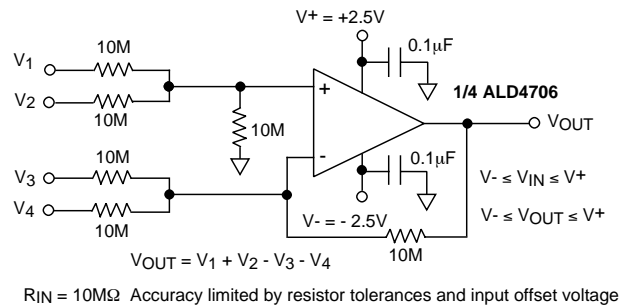 V+ = +2.5V
0.1µF
V1
10M
V2
10M
+
1/4 ALD4706
10M
VOUT
-
V3
10M
0.1µF
V- ≤ VIN ≤ V+
V4
V- = - 2.5V
V- ≤ VOUT ≤ V+
10M
10M
VOUT = V1 + V2 - V3 - V4
RIN = 10MΩ Accuracy limited by resistor tolerances and input offset voltage